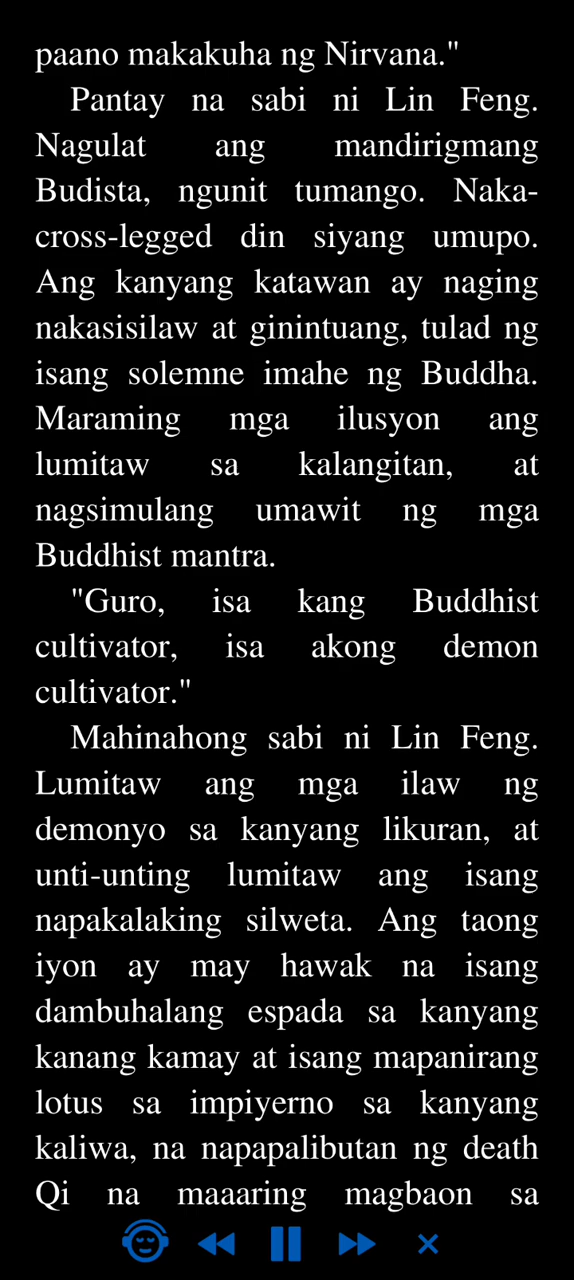 paano makakuha ng Nirvana."
Pantay na sabi ni Lin Feng.
Nagulat ang mandirigmang
Budista, ngunit tumango. Naka-
cross-legged din siyang umupo.
Ang kanyang katawan ay naging
nakasisilaw at ginintuang, tulad ng
isang solemne imahe ng Buddha.
Maraming mga ilusyon ang
lumitaw sa kalangitan, at
nagsimulang umawit ng mga
Buddhist mantra.
"Guro, isa kang Buddhist
cultivator, isa akong demon
cultivator."
Mahinahong sabi ni Lin Feng.
Lumitaw ang mga ilaw ng
demonyo sa kanyang likuran, at
unti-unting lumitaw ang isang
napakalaking silweta. Ang taong
iyon ay may hawak na isang
dambuhalang espada sa kanyang
kanang kamay at isang mapanirang
lotus sa impiyerno sa kanyang
kaliwa, na napapalibutan ng death
Qi na maaaring magbaon sa